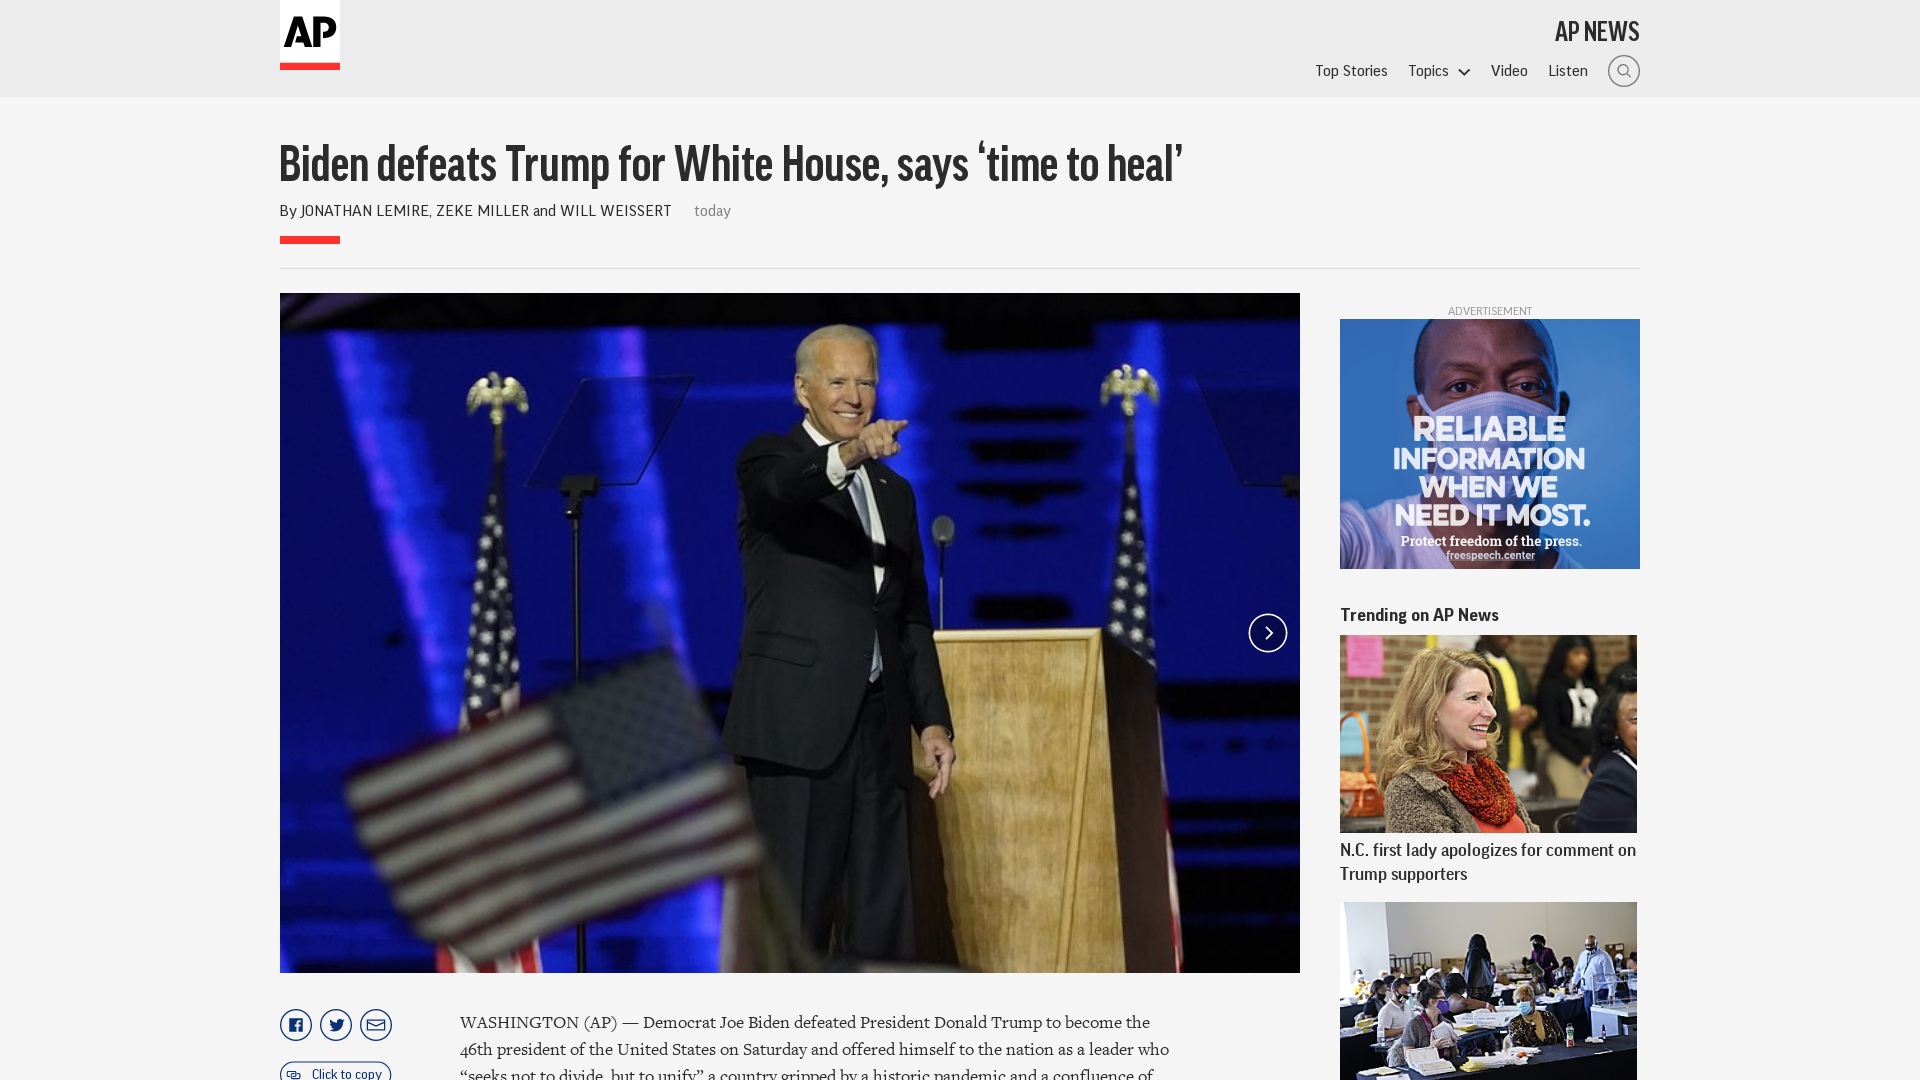 AP
AP NEWS
Top Stories
Topics
Video
Listen
Biden defeats Trump for White House, says ‘time to heal’
By JONATHAN LEMIRE, ZEKE MILLER and WILL WEISSERT today
ADVERTISEMENT
RELIABLE
INFORMATION
WHEN WE
NEED IT MOST.
Protect freedom of the press.
freespeech.center
Trending on AP News
N.C. first lady apologizes for comment on
Trump supporters
Click to copy
WASHINGTON (AP) — Democrat Joe Biden defeated President Donald Trump to become the
46th president of the United States on Saturday and offered himself to the nation as a leader who
“seeks not to divide, but to unify” a country gripped by a historic pandemic and a confluence of